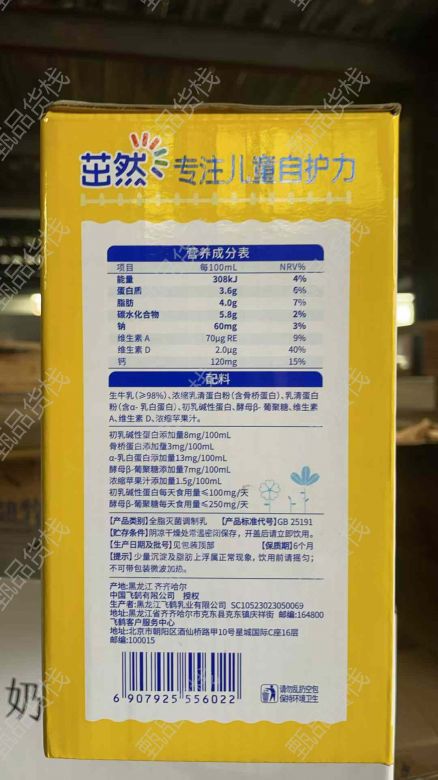 茁然 专注儿童自护力
营养成分表
项目 每100mL NRV%
能量 308kJ 4%
蛋白质 3.6g 6%
脂肪 4.0g 7%
碳水化合物 5.8g 2%
钠 60mg 3%
维生素 A 70μg RE 9%
维生素 D 2.0μg 40%
钙 120mg 15%
配料
生牛乳(≥98%)、浓缩乳清蛋白粉(含骨桥蛋白)、乳清蛋白
粉(含α-乳白蛋白)、初乳碱性蛋白、酵母β-葡聚糖、维生素
A、维生素 D、浓缩苹果汁。
初乳碱性蛋白添加量8mg/100mL
骨桥蛋白添加量3mg/100mL
α-乳白蛋白添加量13mg/100mL
酵母β-葡聚糖添加量7mg/100mL
浓缩苹果汁添加量1.5g/100mL
初乳碱性蛋白每天食用量≤100mg/天
酵母β-葡聚糖每天食用量≤250mg/天
【产品类别】全脂灭菌调制乳 【产品标准代号】GB 25191
【贮存条件】阴凉干燥处常温密闭保存，开盖后请立即饮用。
【生产日期及批号】见包装顶部 【保质期】6个月
【提示】少量沉淀及脂肪上浮属正常现象，饮用前请摇匀；
不可带包装微波加热。
产地：黑龙江 齐齐哈尔
中国飞鹤有限公司 授权
生产者：黑龙江飞鹤乳业有限公司 SC10523023050069
地址：黑龙江省齐齐哈尔市克东县克东镇庆祥街 邮编：164800
飞鹤客户服务中心
地址：北京市朝阳区酒仙桥路甲10号星城国际C座16层
邮编：100015
6 907925 556022
请勿乱弃空包
保持环境卫生
奶
甄品货栈